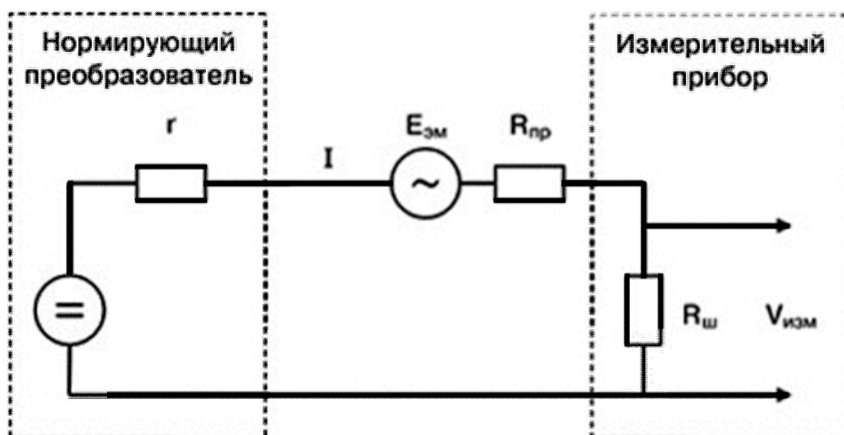 Нормирующий
преобразователь
Измерительный
прибор
r
I
Eэм
Rпр
Rш
Vизм